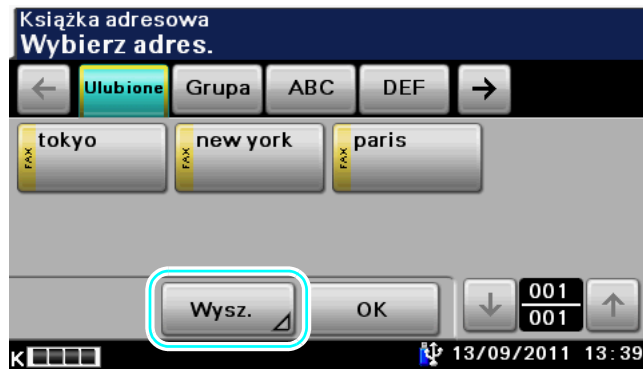 Książka adresowa
Wybierz adres.
← Ulubione Grupa ABC DEF →
FAX tokyo FAX new york FAX paris
Wysz. OK ↓ 001 ↑
001
K 13/09/2011 13:39